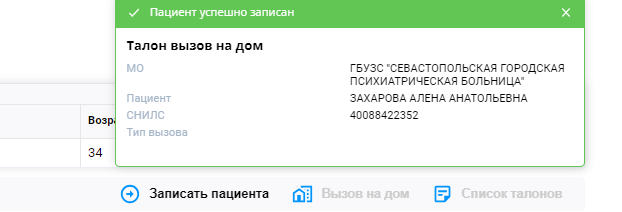 Пациент успешно записан
Талон вызов на дом
МО ГБУЗС "СЕВАСТОПОЛЬСКАЯ ГОРОДСКАЯ
ПСИХИАТРИЧЕСКАЯ БОЛЬНИЦА"
Пациент ЗАХАРОВА АЛЕНА АНАТОЛЬЕВНА
СНИЛС 40088422352
Тип вызова
34
Записать пациента Вызов на дом Список талонов